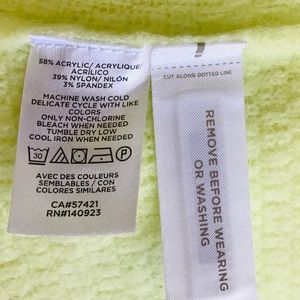 58% ACRYLIC/ ACRYLIQUE/
ACRÍLICO
39% NYLON/ NILÓN
3% SPANDEX
MACHINE WASH COLD
DELICATE CYCLE WITH LIKE
COLORS
ONLY NON-CHLORINE
BLEACH WHEN NEEDED
TUMBLE DRY LOW
COOL IRON WHEN NEEDED
30
P
AVEC DES COULEURS
SEMBLABLES / CON
COLORES SIMILARES
CA#57421
RN#140923
CUT ALONG DOTTED LINE
REMOVE BEFORE WEARING
OR WASHING